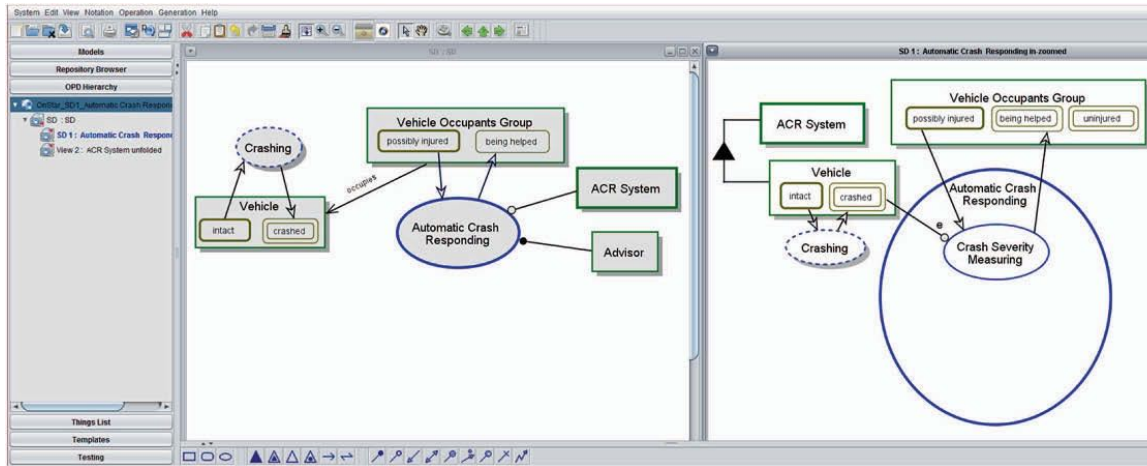 System Edit View Notation Operation Generation Help
Models
Repository Browser
OPD Hierarchy
OnStar_SD1_Automatic Crash Respon
SD : SD
SD 1 : Automatic Crash Respon
View 2 : ACR System unfolded
Things List
Templates
Testing
SD : SD
Crashing
Vehicle
intact
crashed
occupies
Vehicle Occupants Group
possibly injured
being helped
Automatic Crash
Responding
ACR System
Advisor
SD 1 : Automatic Crash Responding in-zoomed
ACR System
Vehicle
intact
crashed
Crashing
Vehicle Occupants Group
possibly injured
being helped
uninjured
Automatic Crash
Responding
e
Crash Severity
Measuring